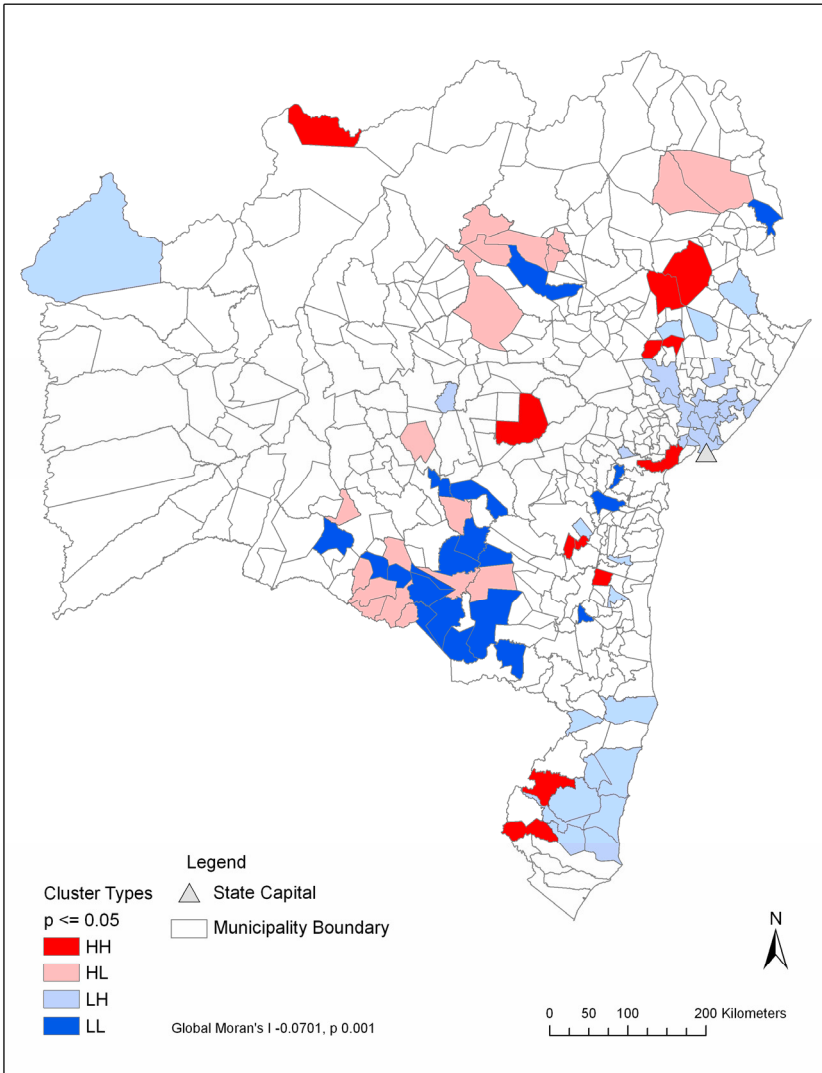 Legend
Cluster Types
State Capital
p <= 0.05
Municipality Boundary
HH
HL
LH
LL
Global Moran's I -0.0701, p 0.001
N
0 50 100 200 Kilometers